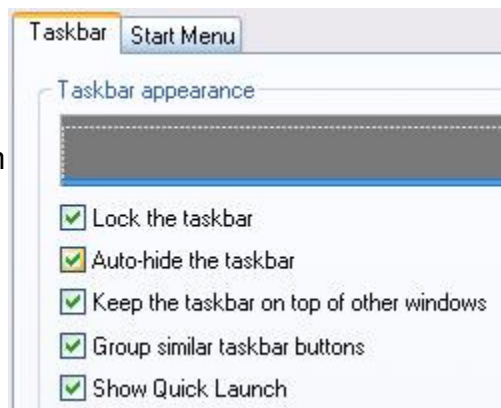 Taskbar Start Menu
Taskbar appearance
n
Lock the taskbar
Auto-hide the taskbar
Keep the taskbar on top of other windows
Group similar taskbar buttons
Show Quick Launch